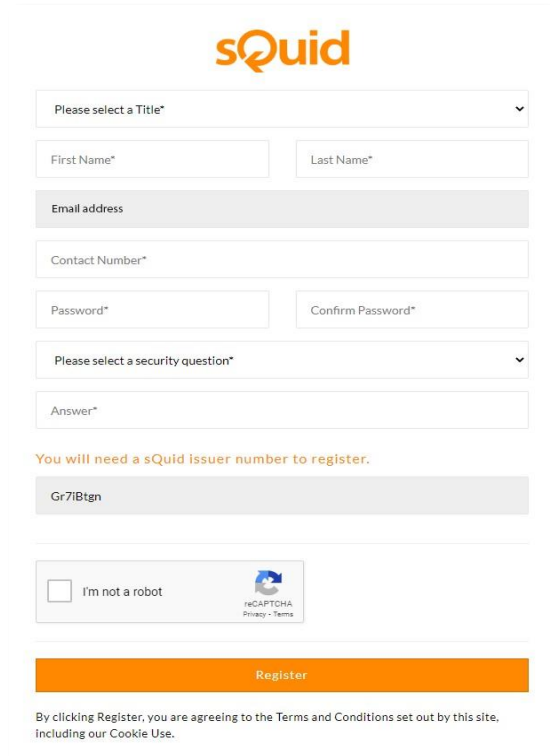 sQuid
Please select a Title*
First Name* Last Name*
Email address
Contact Number*
Password* Confirm Password*
Please select a security question*
Answer*
You will need a sQuid issuer number to register.
Gr7iBtgn
I'm not a robot
reCAPTCHA
Privacy - Terms
Register
By clicking Register, you are agreeing to the Terms and Conditions set out by this site,
including our Cookie Use.